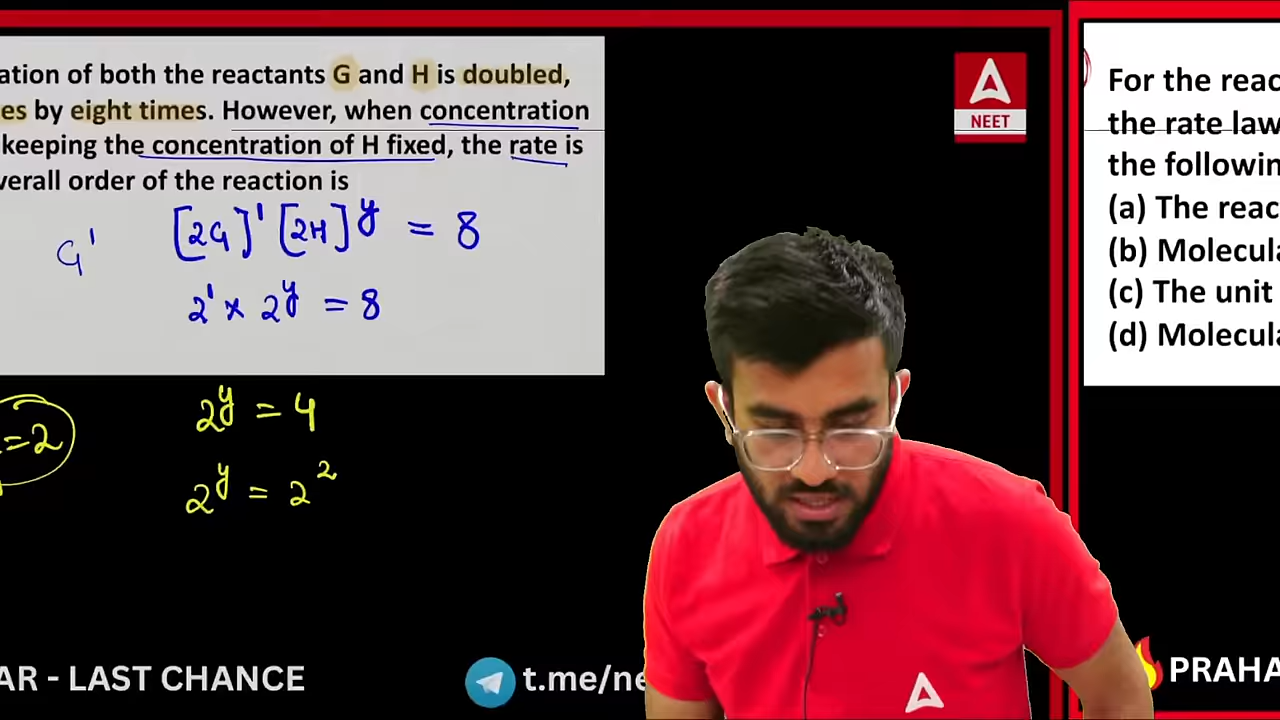 ation of both the reactants G and H is doubled,
es by eight times. However, when concentration
keeping the concentration of H fixed, the rate is
verall order of the reaction is
G¹ [2G]¹ [2H]^y = 8
2¹ × 2^y = 8
=2 2^y = 4
2^y = 2²
NEET
For the reac
the rate law
the followin
(a) The reac
(b) Molecula
(c) The unit
(d) Molecula
AR - LAST CHANCE
t.me/ne
PRAHA